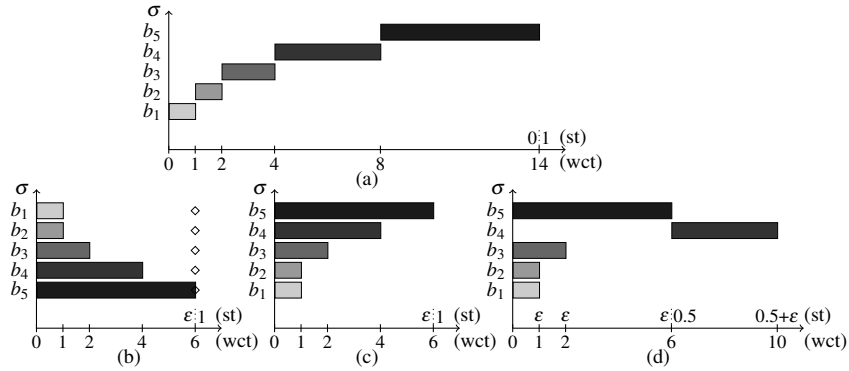 σ
b5
b4
b3
b2
b1
0 1 (st)
0 1 2 4 8 14 (wct)
(a)
σ
b1
b2
b3
b4
b5
ε 1 (st)
0 1 2 4 6 (wct)
(b)
σ
b5
b4
b3
b2
b1
ε 1 (st)
0 1 2 4 6 (wct)
(c)
σ
b5
b4
b3
b2
b1
ε ε ε 0.5 0.5+ε (st)
0 1 2 6 10 (wct)
(d)